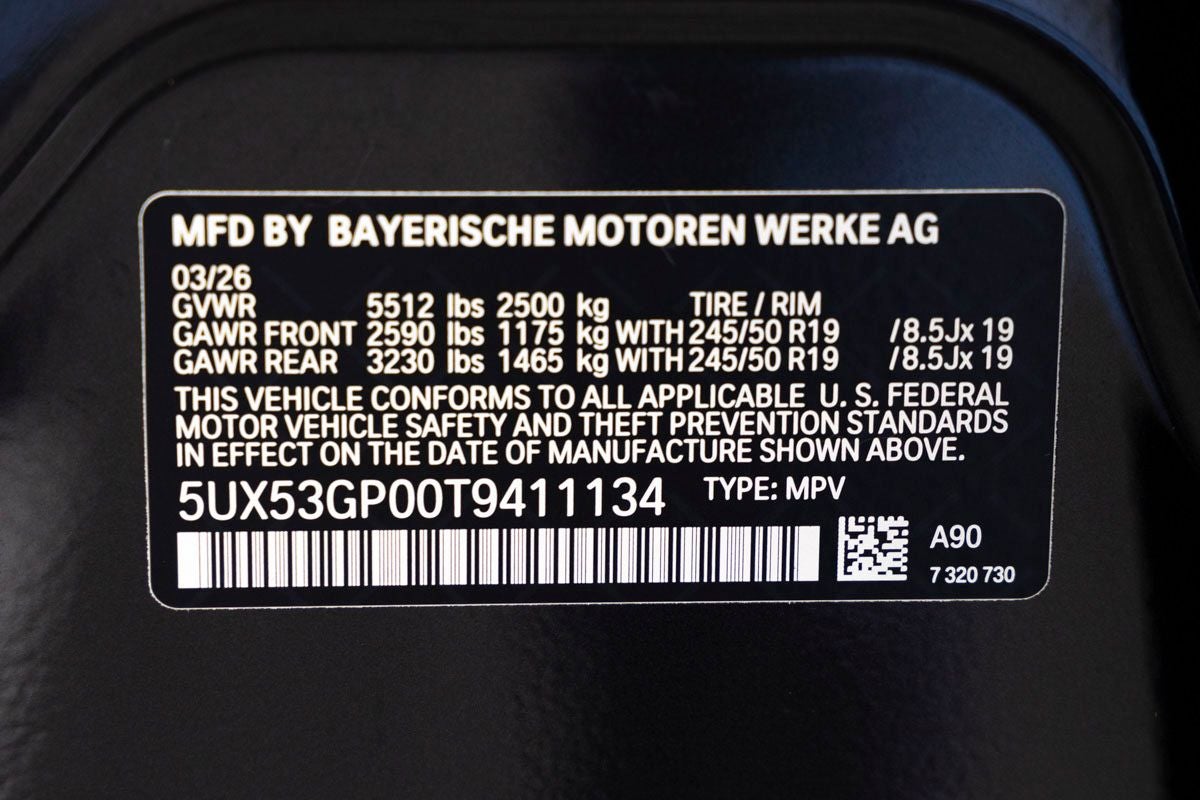 MFD BY BAYERISCHE MOTOREN WERKE AG
03/26
GVWR 5512 lbs 2500 kg TIRE / RIM
GAWR FRONT 2590 lbs 1175 kg WITH 245/50 R19 /8.5Jx 19
GAWR REAR 3230 lbs 1465 kg WITH 245/50 R19 /8.5Jx 19
THIS VEHICLE CONFORMS TO ALL APPLICABLE U. S. FEDERAL
MOTOR VEHICLE SAFETY AND THEFT PREVENTION STANDARDS
IN EFFECT ON THE DATE OF MANUFACTURE SHOWN ABOVE.
5UX53GP00T9411134 TYPE: MPV
A90
7 320 730